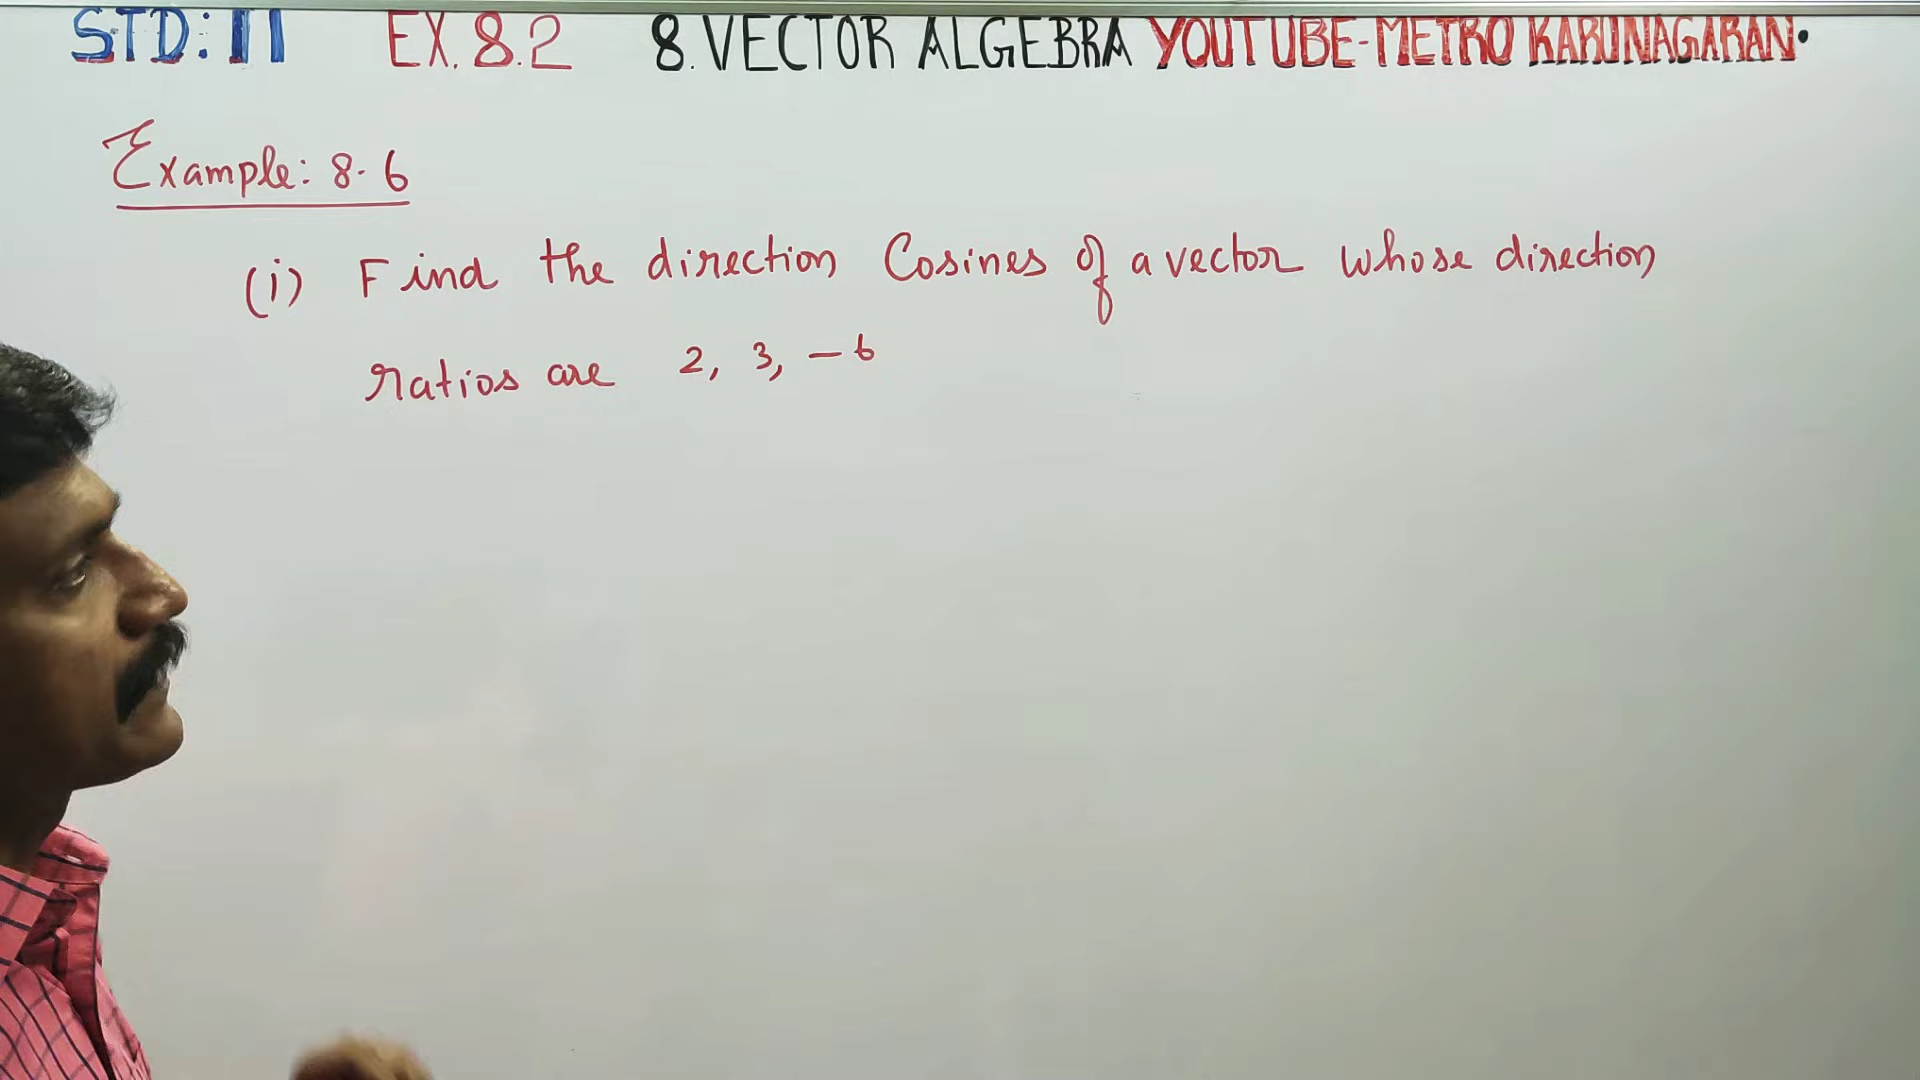 STD: 11 EX. 8.2 8. VECTOR ALGEBRA YOUTUBE-METRO KARUNAGARAN.
Example: 8.6
(i) Find the direction Cosines of a vector whose direction
ratios are 2, 3, -6